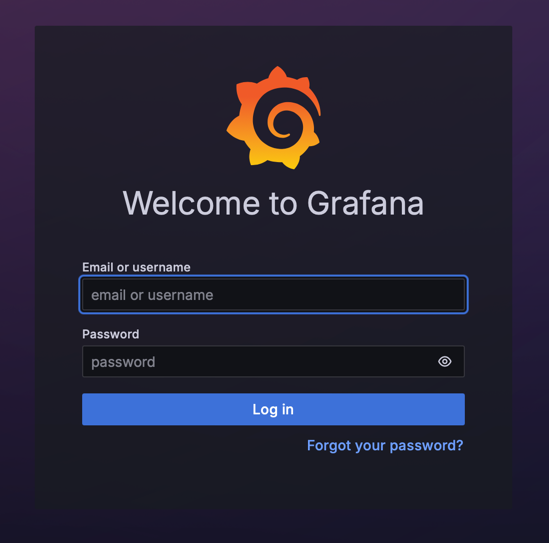 Welcome to Grafana
Email or username
email or username
Password
password
Log in
Forgot your password?